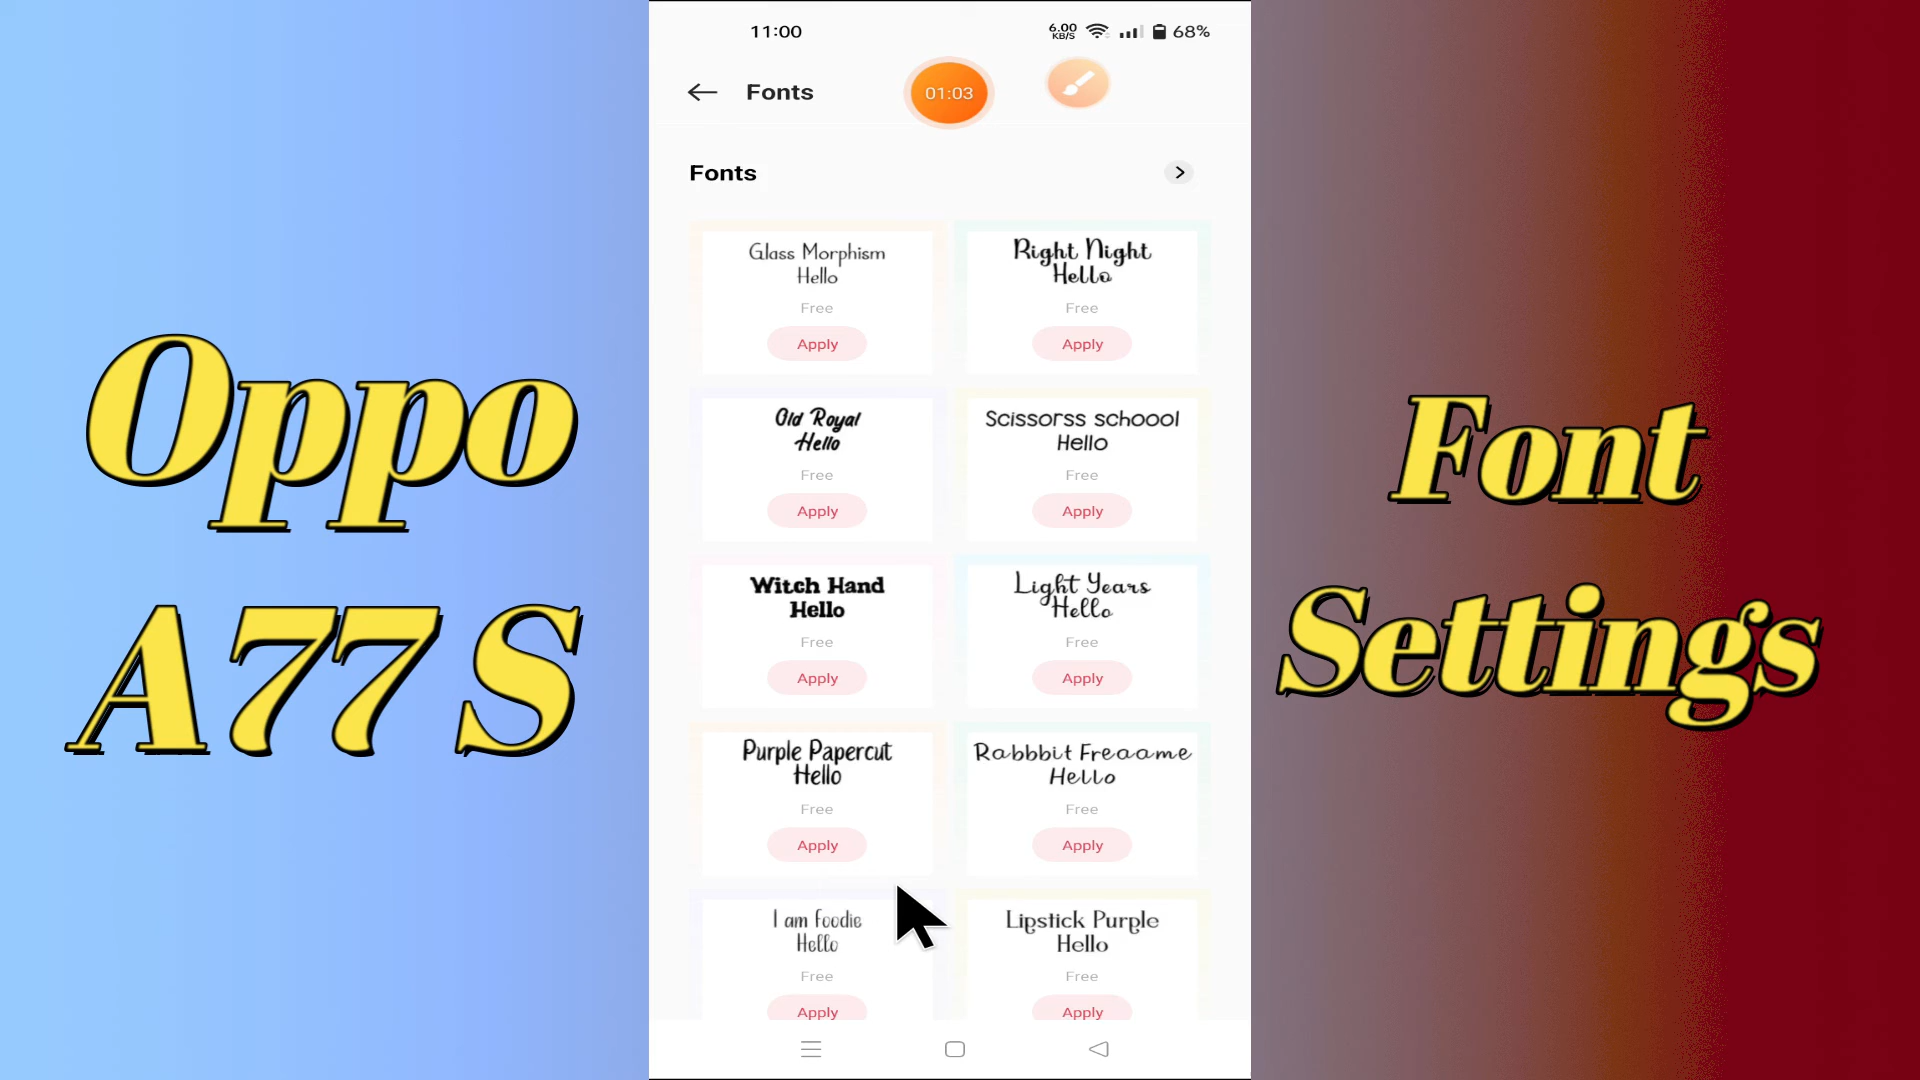 11:00
6.00
KB/S
68%
Fonts
01:03
Fonts
Glass Morphism
Hello
Free
Apply
Right Night
Hello
Free
Apply
Old Royal
Hello
Free
Apply
Scissorss schoool
Hello
Free
Apply
Witch Hand
Hello
Free
Apply
Light Years
Hello
Free
Apply
Purple Papercut
Hello
Free
Apply
Rabbbit Freaame
Hello
Free
Apply
I am foodie
Hello
Free
Apply
Lipstick Purple
Hello
Free
Apply
Oppo
A77 S
Font
Settings